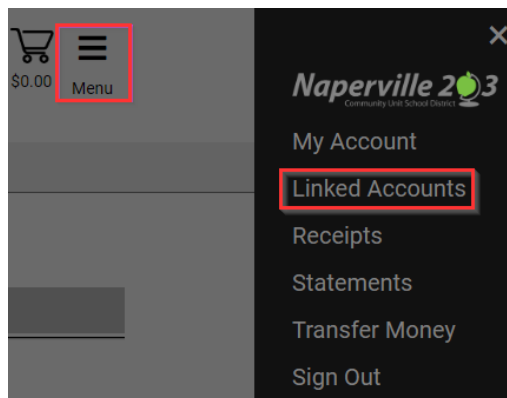 $0.00
Menu
Naperville 203
Community Unit School District
My Account
Linked Accounts
Receipts
Statements
Transfer Money
Sign Out